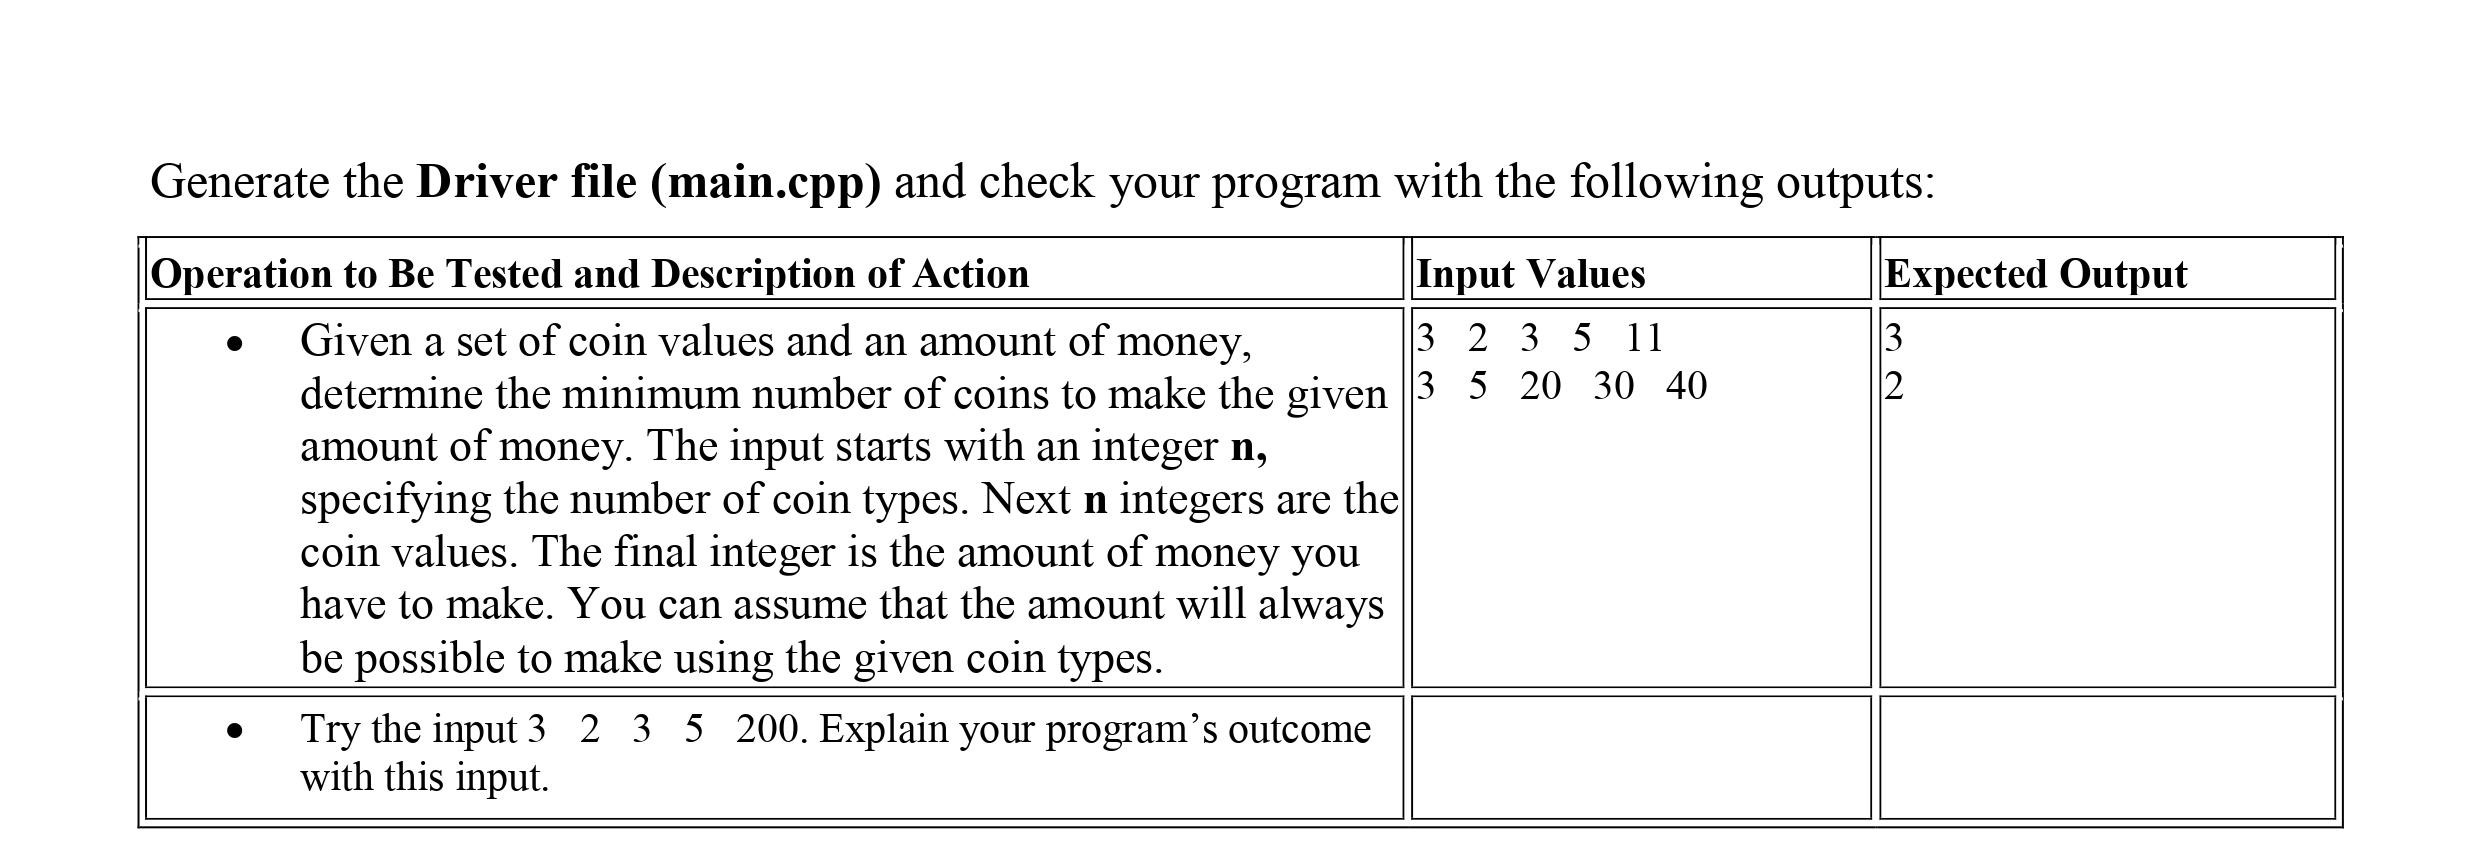 Generate the Driver file (main.cpp) and check your program with the following outputs:
Operation to Be Tested and Description of Action Input Values Expected Output
• Given a set of coin values and an amount of money,
determine the minimum number of coins to make the given
amount of money. The input starts with an integer n,
specifying the number of coin types. Next n integers are the
coin values. The final integer is the amount of money you
have to make. You can assume that the amount will always
be possible to make using the given coin types.
3 2 3 5 11
3 5 20 30 40
3
2
• Try the input 3 2 3 5 200. Explain your program’s outcome
with this input.